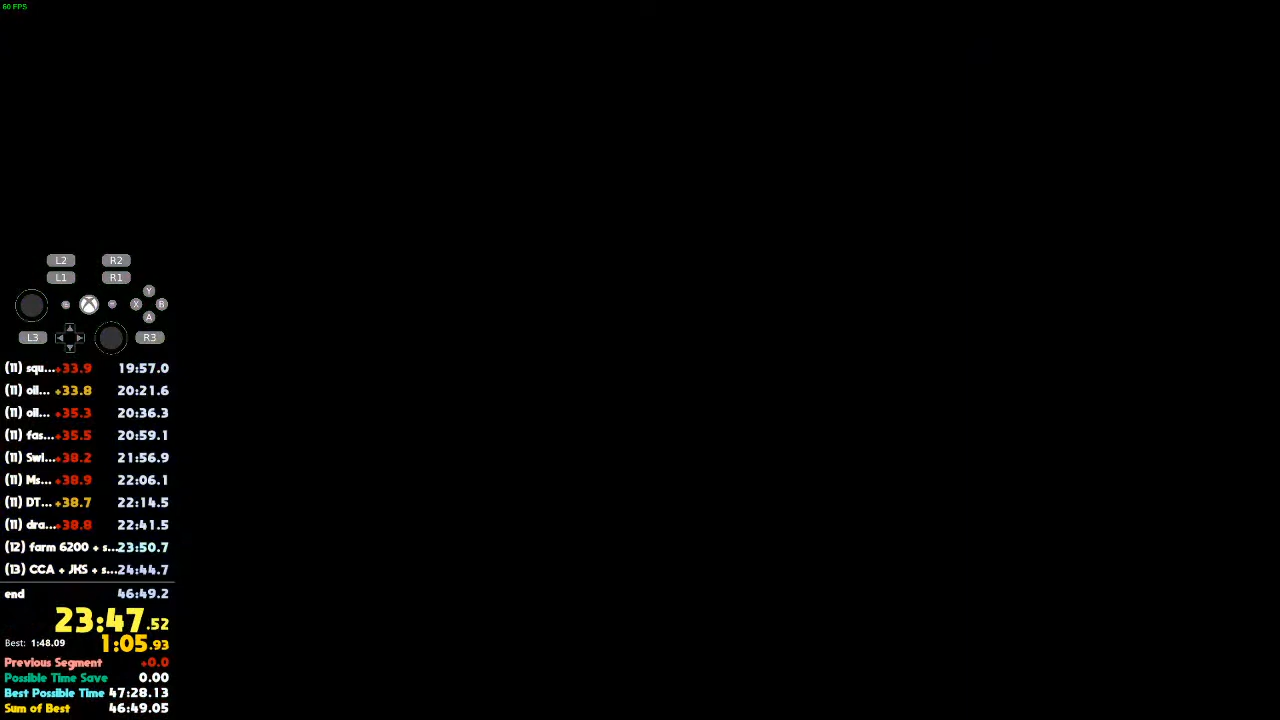 60 FPS
L2 R2
L1 R1
Y
X B
A
L3 R3
(11) squ... +33.9 19:57.0
(11) oil... +33.8 20:21.6
(11) oil... +35.3 20:36.3
(11) fas... +35.5 20:59.1
(11) Swi... +38.2 21:56.9
(11) Ms... +38.9 22:06.1
(11) DT... +38.7 22:14.5
(11) dra... +38.8 22:41.5
(12) farm 6200 + s... 23:50.7
(13) CCA + JKS + s... 24:44.7
end 46:49.2
23:47.52
Best: 1:48.09 1:05.93
Previous Segment +0.0
Possible Time Save 0.00
Best Possible Time 47:28.13
Sum of Best 46:49.05